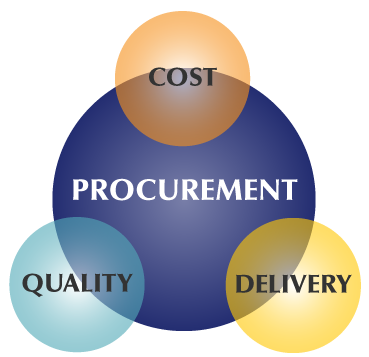 COST
PROCUREMENT
QUALITY
DELIVERY